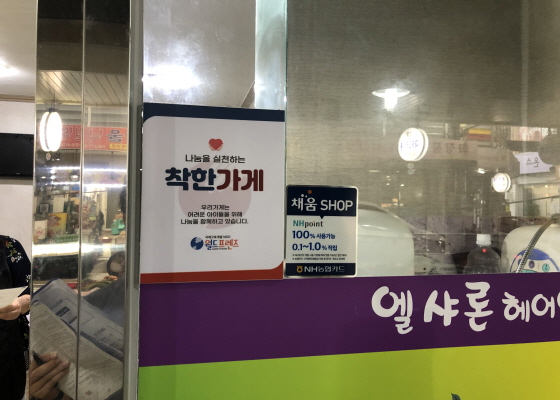 나눔을 실천하는
착한가게
우리가게는
어려운 아이들을 위해
나눔을 함께하고 있습니다.
월드프렌즈
채움 SHOP
NHpoint
100% 사용가능
0.1~1.0% 적립
NH농협카드
엘샤론 헤어